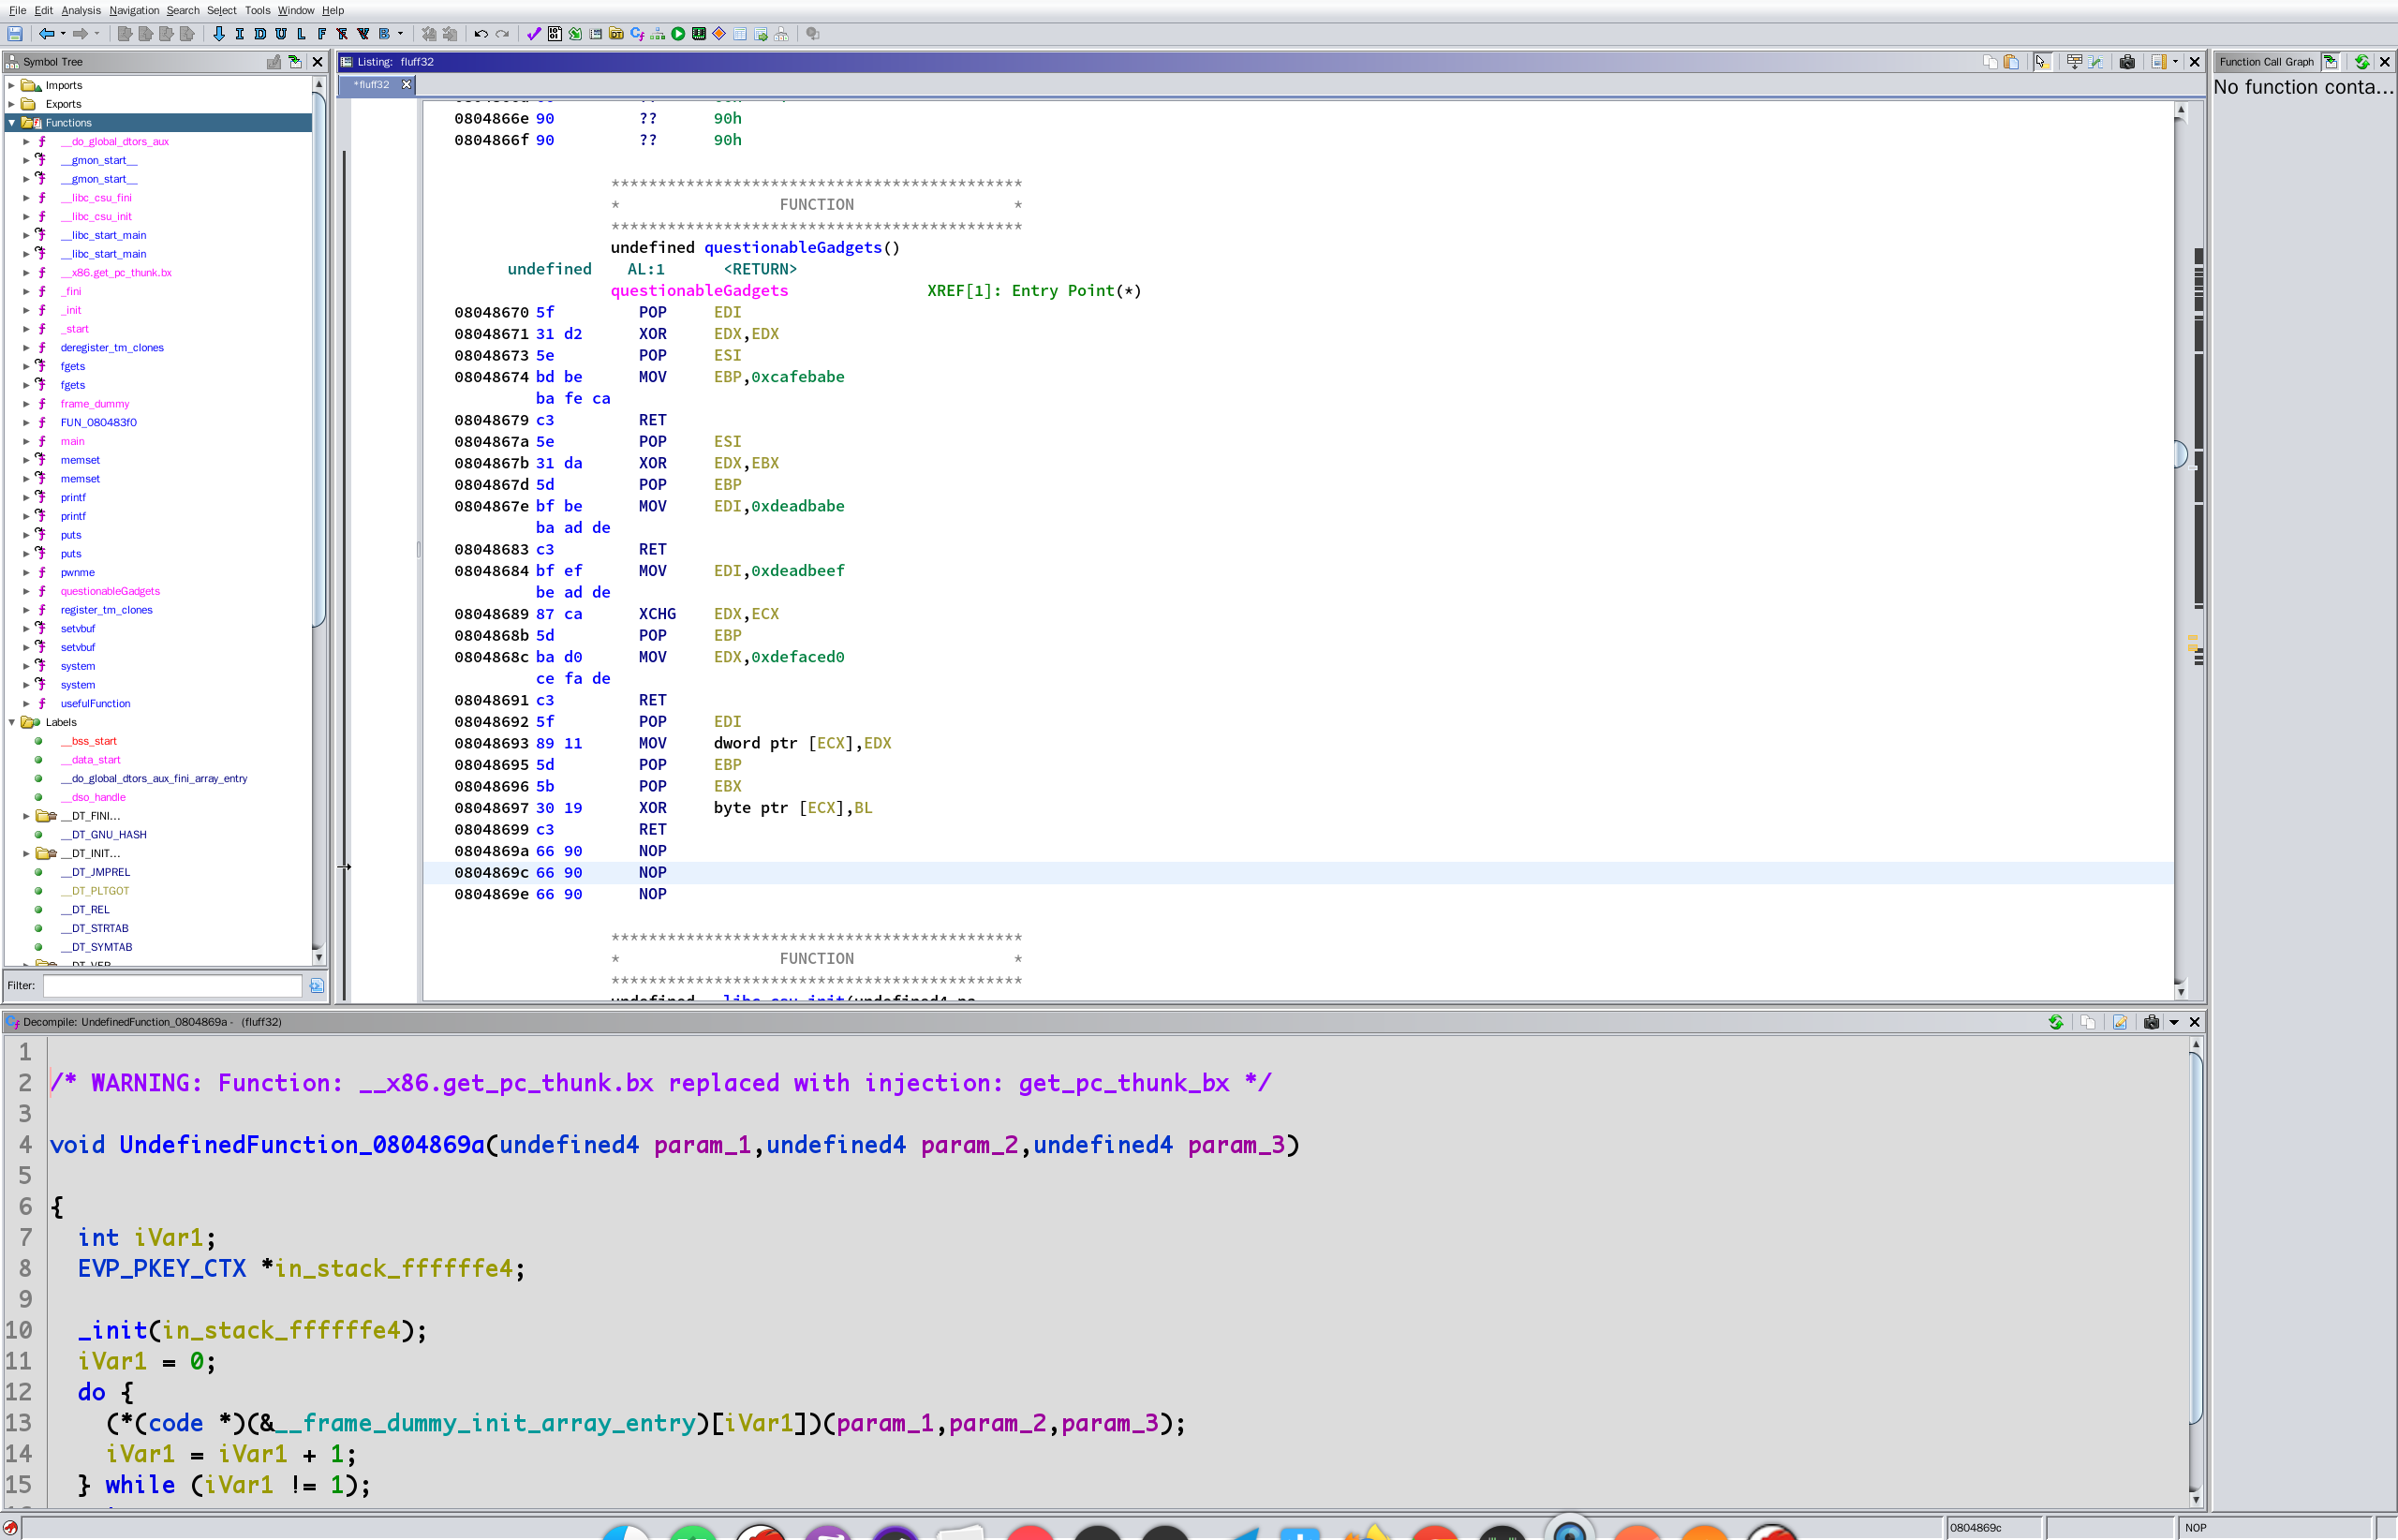 File Edit Analysis Navigation Search Select Tools Window Help
Symbol Tree
Imports
Exports
Functions
__do_global_dtors_aux
__gmon_start__
__gmon_start__
__libc_csu_fini
__libc_csu_init
__libc_start_main
__libc_start_main
__x86.get_pc_thunk.bx
_fini
_init
_start
deregister_tm_clones
fgets
fgets
frame_dummy
FUN_080483f0
main
memset
memset
printf
printf
puts
puts
pwnme
questionableGadgets
register_tm_clones
setvbuf
setvbuf
system
system
usefulFunction
Labels
__bss_start
__data_start
__do_global_dtors_aux_fini_array_entry
__dso_handle
__DT_FINI...
__DT_GNU_HASH
__DT_INIT...
__DT_JMPREL
__DT_PLTGOT
__DT_REL
__DT_STRTAB
__DT_SYMTAB
Filter:
Listing: fluff32
*fluff32
0804866e 90 ?? 90h
0804866f 90 ?? 90h
********************************************
* FUNCTION *
********************************************
undefined questionableGadgets()
undefined AL:1 <RETURN>
questionableGadgets XREF[1]: Entry Point(*)
08048670 5f POP EDI
08048671 31 d2 XOR EDX,EDX
08048673 5e POP ESI
08048674 bd be MOV EBP,0xcafebabe
ba fe ca
08048679 c3 RET
0804867a 5e POP ESI
0804867b 31 da XOR EDX,EBX
0804867d 5d POP EBP
0804867e bf be MOV EDI,0xdeadbabe
ba ad de
08048683 c3 RET
08048684 bf ef MOV EDI,0xdeadbeef
be ad de
08048689 87 ca XCHG EDX,ECX
0804868b 5d POP EBP
0804868c ba d0 MOV EDX,0xdefaced0
ce fa de
08048691 c3 RET
08048692 5f POP EDI
08048693 89 11 MOV dword ptr [ECX],EDX
08048695 5d POP EBP
08048696 5b POP EBX
08048697 30 19 XOR byte ptr [ECX],BL
08048699 c3 RET
0804869a 66 90 NOP
0804869c 66 90 NOP
0804869e 66 90 NOP
********************************************
* FUNCTION *
********************************************
Function Call Graph
No function conta...
Decompile: UndefinedFunction_0804869a - (fluff32)
1
2 /* WARNING: Function: __x86.get_pc_thunk.bx replaced with injection: get_pc_thunk_bx */
3
4 void UndefinedFunction_0804869a(undefined4 param_1,undefined4 param_2,undefined4 param_3)
5
6 {
7 int iVar1;
8 EVP_PKEY_CTX *in_stack_ffffffe4;
9
10 _init(in_stack_ffffffe4);
11 iVar1 = 0;
12 do {
13 (*(code *)(&__frame_dummy_init_array_entry)[iVar1])(param_1,param_2,param_3);
14 iVar1 = iVar1 + 1;
15 } while (iVar1 != 1);
0804869c
NOP